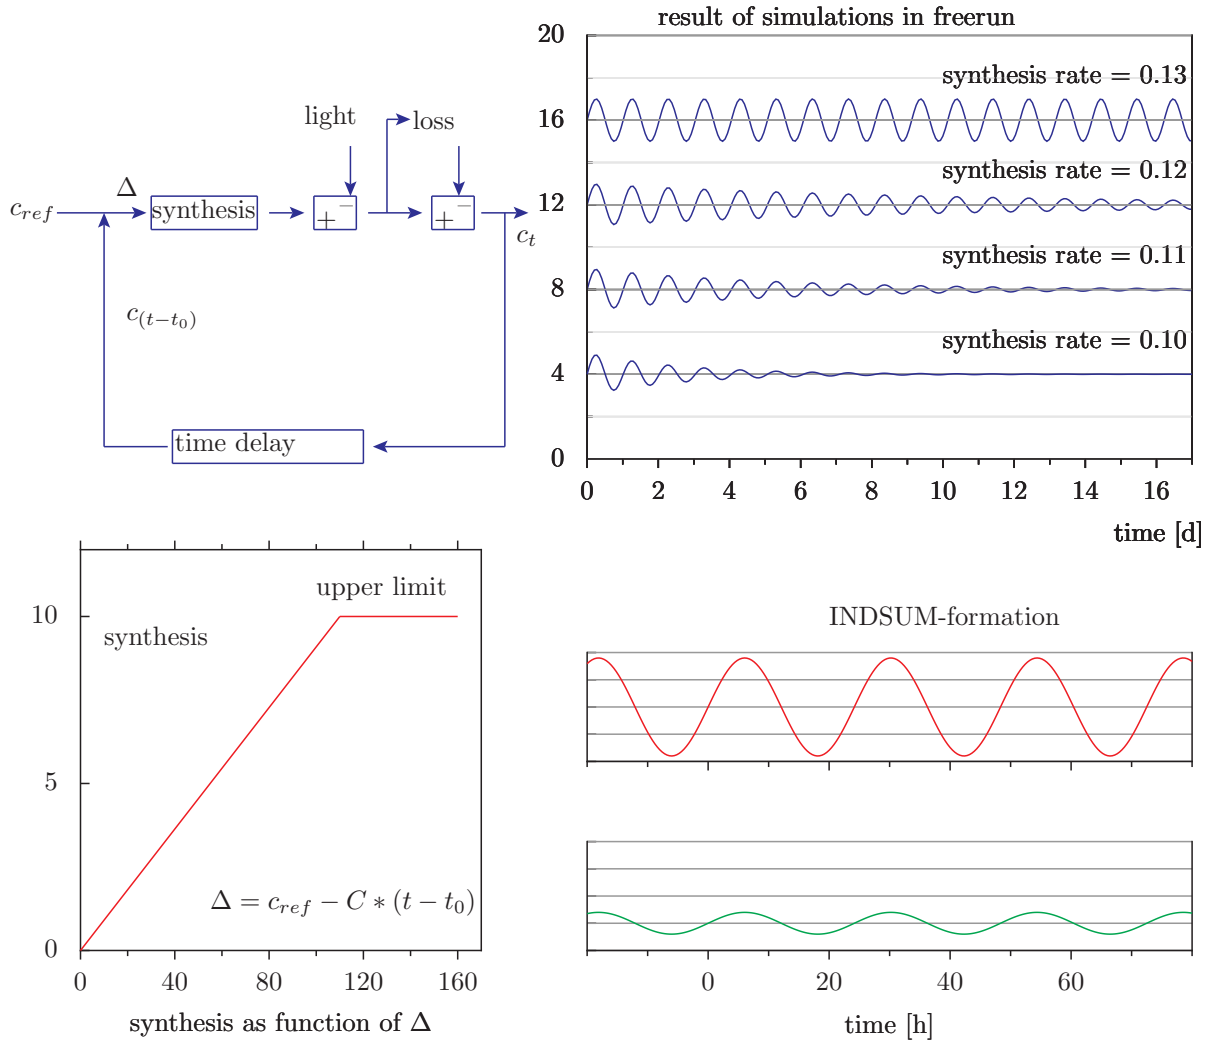 light
loss
Δ
c_ref
synthesis
+ −
+ −
c_t
c_(t−t_0)
time delay
result of simulations in freerun
20
synthesis rate = 0.13
16
synthesis rate = 0.12
12
synthesis rate = 0.11
8
synthesis rate = 0.10
4
0
0 2 4 6 8 10 12 14 16
time [d]
upper limit
10
synthesis
5
Δ = c_ref − C ∗ (t − t_0)
0
0 40 80 120 160
synthesis as function of Δ
INDSUM-formation
0 20 40 60
time [h]